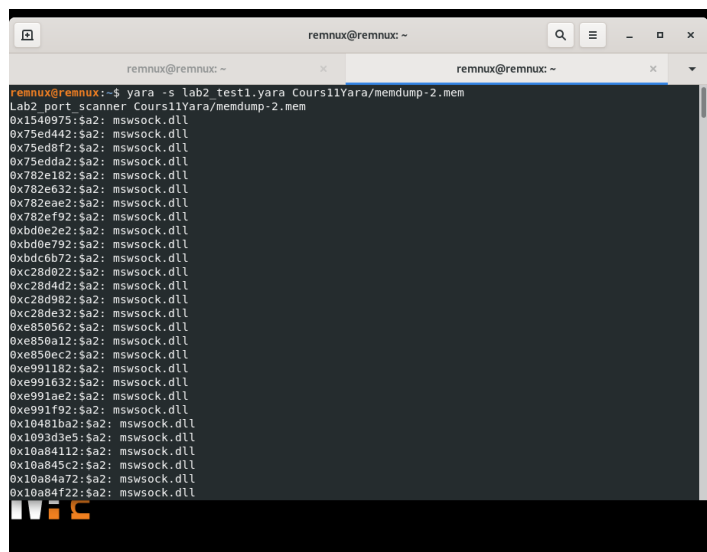 remnux@remnux: ~
remnux@remnux: ~
remnux@remnux: ~
remnux@remnux:~$ yara -s lab2_test1.yara Cours11Yara/memdump-2.mem
Lab2_port_scanner Cours11Yara/memdump-2.mem
0x1540975:$a2: mswsock.dll
0x75ed442:$a2: mswsock.dll
0x75ed8f2:$a2: mswsock.dll
0x75edda2:$a2: mswsock.dll
0x782e182:$a2: mswsock.dll
0x782e632:$a2: mswsock.dll
0x782eae2:$a2: mswsock.dll
0x782ef92:$a2: mswsock.dll
0xbd0e2e2:$a2: mswsock.dll
0xbd0e792:$a2: mswsock.dll
0xbdc6b72:$a2: mswsock.dll
0xc28d022:$a2: mswsock.dll
0xc28d4d2:$a2: mswsock.dll
0xc28d982:$a2: mswsock.dll
0xc28de32:$a2: mswsock.dll
0xe850562:$a2: mswsock.dll
0xe850a12:$a2: mswsock.dll
0xe850ec2:$a2: mswsock.dll
0xe991182:$a2: mswsock.dll
0xe991632:$a2: mswsock.dll
0xe991ae2:$a2: mswsock.dll
0xe991f92:$a2: mswsock.dll
0x10481ba2:$a2: mswsock.dll
0x1093d3e5:$a2: mswsock.dll
0x10a84112:$a2: mswsock.dll
0x10a845c2:$a2: mswsock.dll
0x10a84a72:$a2: mswsock.dll
0x10a84f22:$a2: mswsock.dll